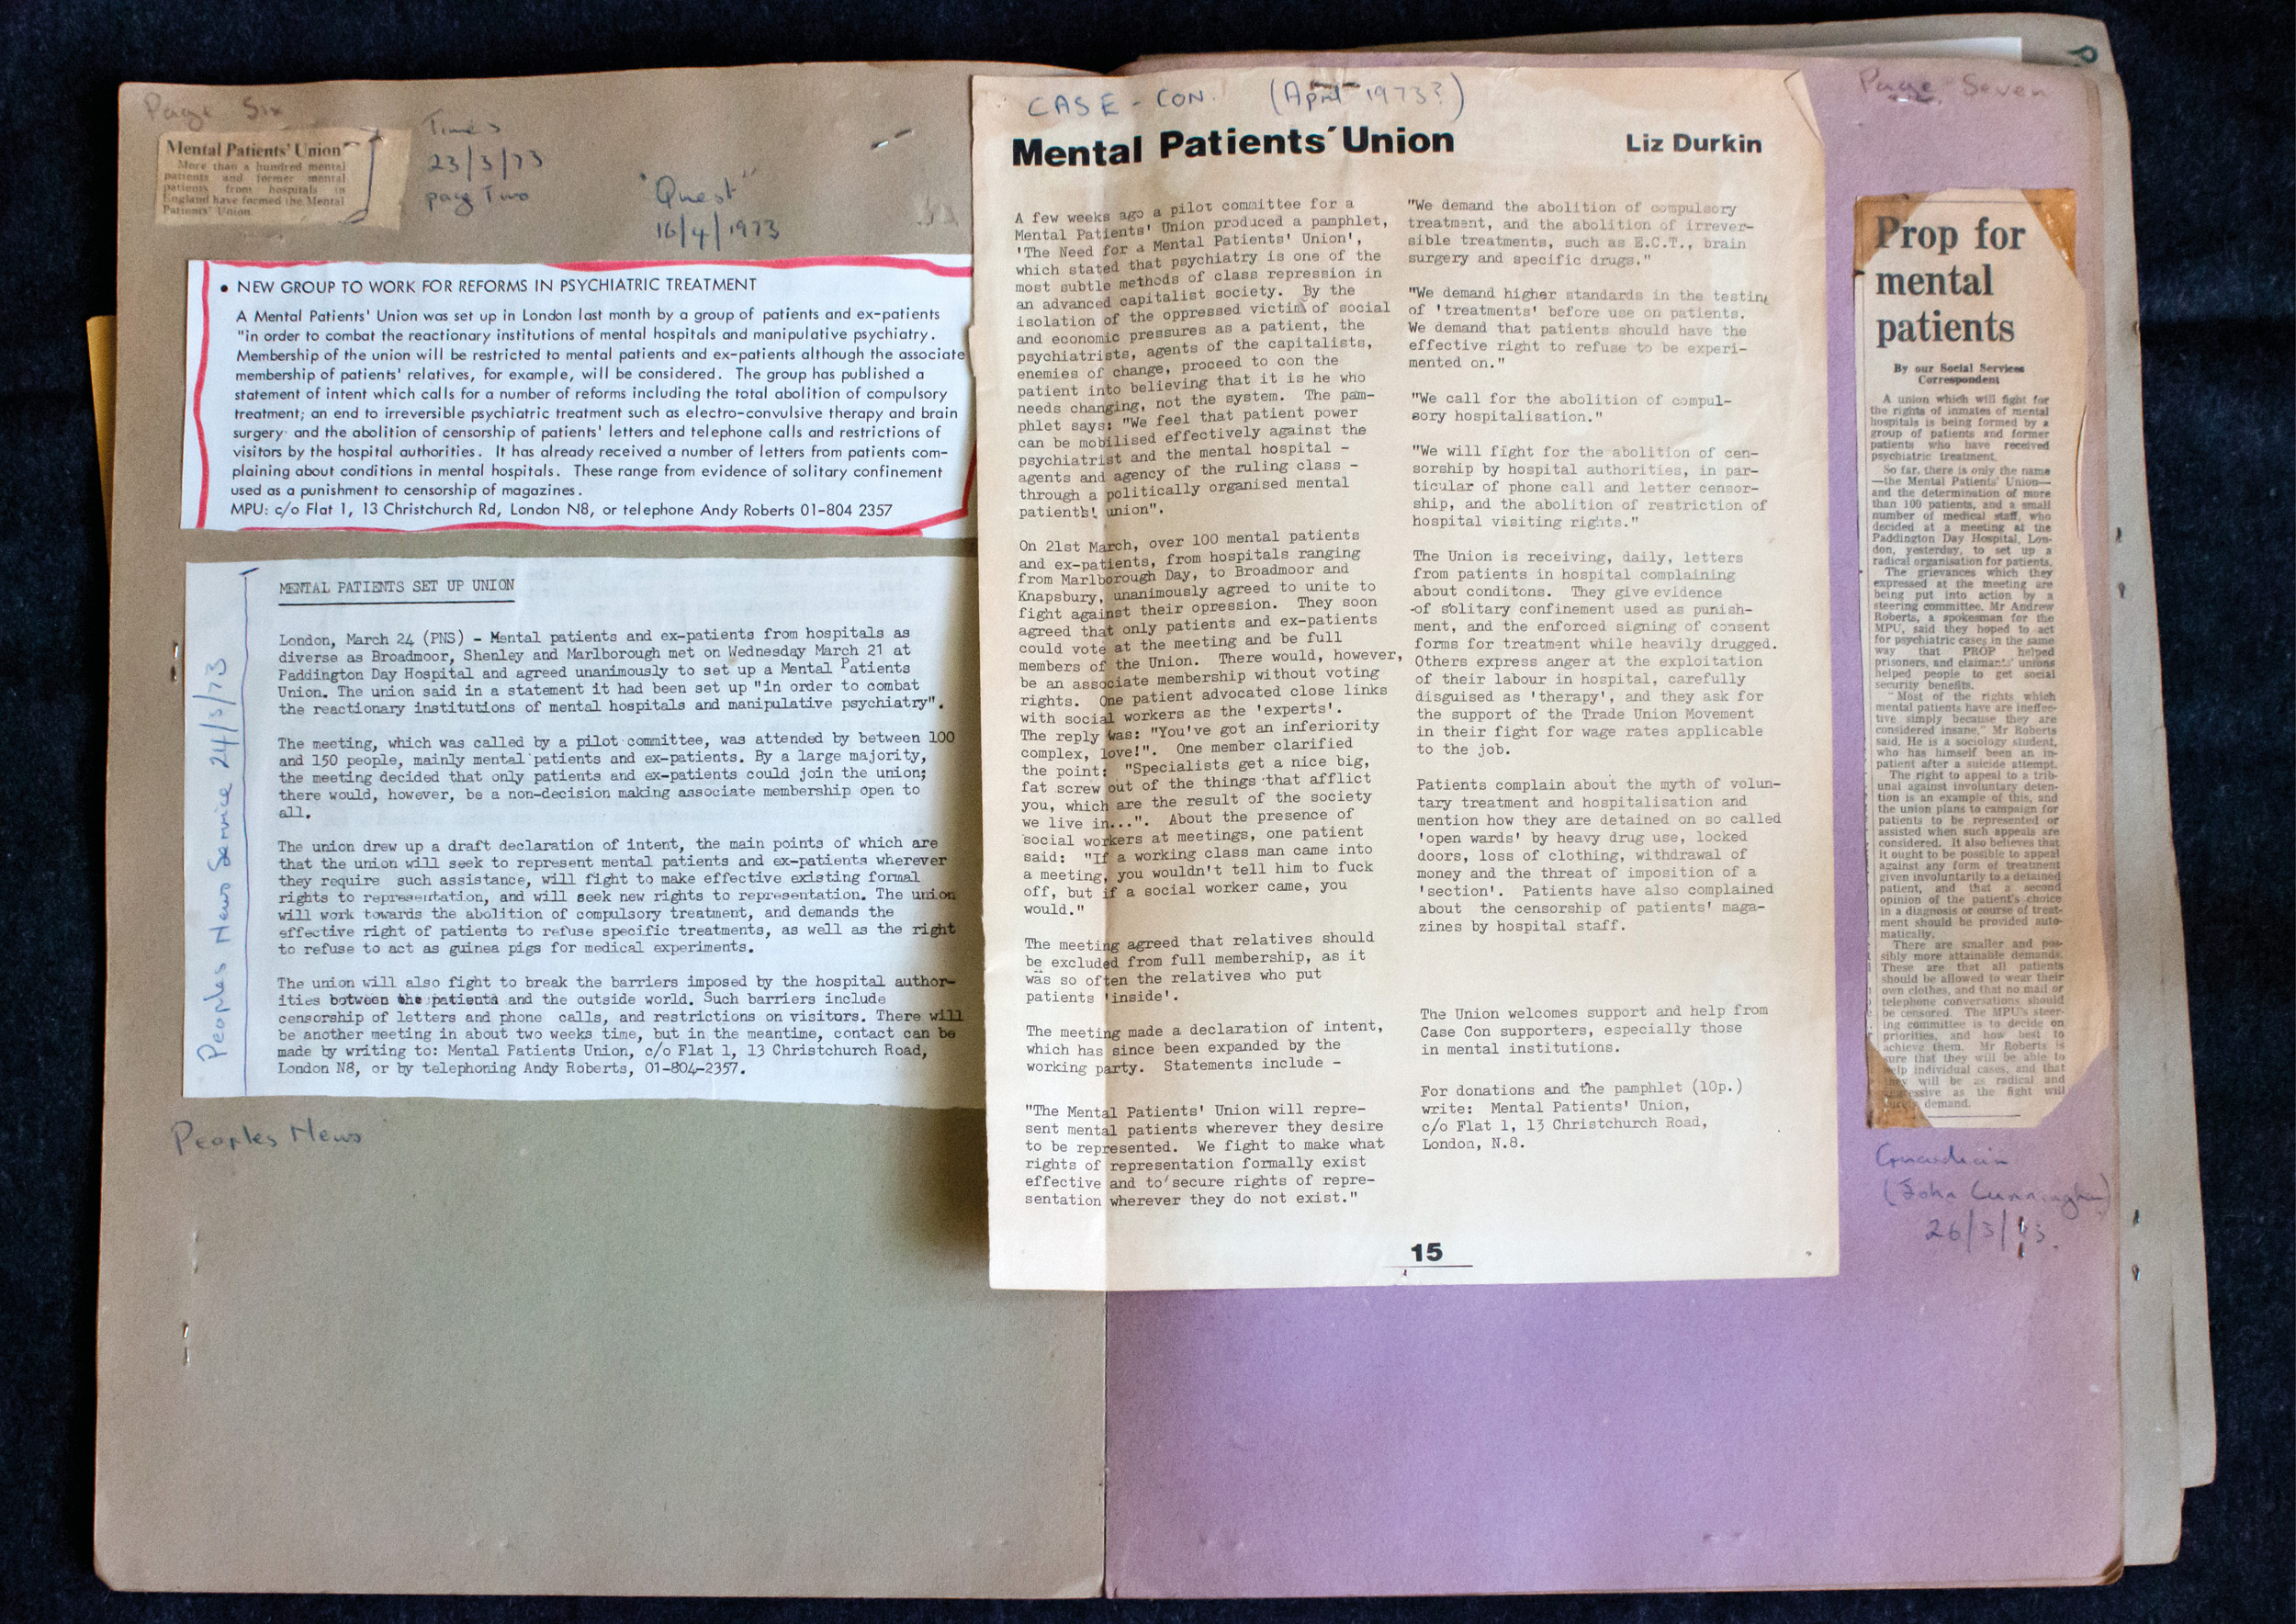 Page Six
Mental Patients' Union
More than a hundred mental
patients and former mental
patients from hospitals in
England have formed the Mental
Patients' Union.
Times
23/3/73
page Two
"Quest"
16/4/1973
• NEW GROUP TO WORK FOR REFORMS IN PSYCHIATRIC TREATMENT
A Mental Patients' Union was set up in London last month by a group of patients and ex-patients
"in order to combat the reactionary institutions of mental hospitals and manipulative psychiatry.
Membership of the union will be restricted to mental patients and ex-patients although the associate
membership of patients' relatives, for example, will be considered. The group has published a
statement of intent which calls for a number of reforms including the total abolition of compulsory
treatment; an end to irreversible psychiatric treatment such as electro-convulsive therapy and brain
surgery and the abolition of censorship of patients' letters and telephone calls and restrictions of
visitors by the hospital authorities. It has already received a number of letters from patients com-
plaining about conditions in mental hospitals. These range from evidence of solitary confinement
used as a punishment to censorship of magazines.
MPU: c/o Flat 1, 13 Christchurch Rd, London N8, or telephone Andy Roberts 01-804 2357
Peoples News Service 24/3/73
MENTAL PATIENTS SET UP UNION
London, March 24 (PNS) - Mental patients and ex-patients from hospitals as
diverse as Broadmoor, Shenley and Marlborough met on Wednesday March 21 at
Paddington Day Hospital and agreed unanimously to set up a Mental Patients
Union. The union said in a statement it had been set up "in order to combat
the reactionary institutions of mental hospitals and manipulative psychiatry".
The meeting, which was called by a pilot committee, was attended by between 100
and 150 people, mainly mental patients and ex-patients. By a large majority,
the meeting decided that only patients and ex-patients could join the union;
there would, however, be a non-decision making associate membership open to
all.
The union drew up a draft declaration of intent, the main points of which are
that the union will seek to represent mental patients and ex-patients wherever
they require such assistance, will fight to make effective existing formal
rights to representation, and will seek new rights to representation. The union
will work towards the abolition of compulsory treatment, and demands the
effective right of patients to refuse specific treatments, as well as the right
to refuse to act as guinea pigs for medical experiments.
The union will also fight to break the barriers imposed by the hospital author-
ities between the patients and the outside world. Such barriers include
censorship of letters and phone calls, and restrictions on visitors. There will
be another meeting in about two weeks time, but in the meantime, contact can be
made by writing to: Mental Patients Union, c/o Flat 1, 13 Christchurch Road,
London N8, or by telephoning Andy Roberts, 01-804-2357.
Peoples News
CASE-CON. (April 1973?)
Mental Patients' Union
Liz Durkin
A few weeks ago a pilot committee for a
Mental Patients' Union produced a pamphlet,
'The Need for a Mental Patients' Union',
which stated that psychiatry is one of the
most subtle methods of class repression in
an advanced capitalist society. By the
isolation of the oppressed victim of social
and economic pressures as a patient, the
psychiatrists, agents of the capitalists,
enemies of change, proceed to con the
patient into believing that it is he who
needs changing, not the system. The pam-
phlet says: "We feel that patient power
can be mobilised effectively against the
psychiatrist and the mental hospital -
agents and agency of the ruling class -
through a politically organised mental
patients' union".
On 21st March, over 100 mental patients
and ex-patients, from hospitals ranging
from Marlborough Day, to Broadmoor and
Knapsbury, unanimously agreed to unite to
fight against their opression. They soon
agreed that only patients and ex-patients
could vote at the meeting and be full
members of the Union. There would, however,
be an associate membership without voting
rights. One patient advocated close links
with social workers as the 'experts'.
The reply was: "You've got an inferiority
complex, love!". One member clarified
the point: "Specialists get a nice big,
fat screw out of the things that afflict
you, which are the result of the society
we live in...". About the presence of
social workers at meetings, one patient
said: "If a working class man came into
a meeting, you wouldn't tell him to fuck
off, but if a social worker came, you
would."
The meeting agreed that relatives should
be excluded from full membership, as it
was so often the relatives who put
patients 'inside'.
The meeting made a declaration of intent,
which has since been expanded by the
working party. Statements include -
"The Mental Patients' Union will repre-
sent mental patients wherever they desire
to be represented. We fight to make what
rights of representation formally exist
effective and to secure rights of repre-
sentation wherever they do not exist."
"We demand the abolition of compulsory
treatment, and the abolition of irrever-
sible treatments, such as E.C.T., brain
surgery and specific drugs."
"We demand higher standards in the testing
of 'treatments' before use on patients.
We demand that patients should have the
effective right to refuse to be experi-
mented on."
"We call for the abolition of compul-
sory hospitalisation."
"We will fight for the abolition of cen-
sorship by hospital authorities, in par-
ticular of phone call and letter censor-
ship, and the abolition of restriction of
hospital visiting rights."
The Union is receiving, daily, letters
from patients in hospital complaining
about conditons. They give evidence
of solitary confinement used as punish-
ment, and the enforced signing of consent
forms for treatment while heavily drugged.
Others express anger at the exploitation
of their labour in hospital, carefully
disguised as 'therapy', and they ask for
the support of the Trade Union Movement
in their fight for wage rates applicable
to the job.
Patients complain about the myth of volun-
tary treatment and hospitalisation and
mention how they are detained on so called
'open wards' by heavy drug use, locked
doors, loss of clothing, withdrawal of
money and the threat of imposition of a
'section'. Patients have also complained
about the censorship of patients' maga-
zines by hospital staff.
The Union welcomes support and help from
Case Con supporters, especially those
in mental institutions.
For donations and the pamphlet (10p.)
write: Mental Patients' Union,
c/o Flat 1, 13 Christchurch Road,
London, N.8.
15
Page Seven
Prop for
mental
patients
By our Social Services
Correspondent
A union which will fight for
the rights of inmates of mental
hospitals is being formed by a
group of patients and former
patients who have received
psychiatric treatment.
So far, there is only the name
—the Mental Patients' Union—
and the determination of more
than 100 patients, and a small
number of medical staff, who
decided at a meeting at the
Paddington Day Hospital, Lon-
don, yesterday, to set up a
radical organisation for patients.
The grievances which they
expressed at the meeting are
being put into action by a
steering committee. Mr Andrew
Roberts, a spokesman for the
MPU, said they hoped to act
for psychiatric cases in the same
way that PROP helped
prisoners, and claimants' unions
helped people to get social
security benefits.
"Most of the rights which
mental patients have are ineffec-
tive simply because they are
considered insane," Mr Roberts
said. He is a sociology student,
who has himself been an in-
patient after a suicide attempt.
The right to appeal to a trib-
unal against involuntary deten-
tion is an example of this, and
the union plans to campaign for
patients to be represented or
assisted when such appeals are
considered. It also believes that
it ought to be possible to appeal
against any form of treatment
given involuntarily to a detained
patient, and that a second
opinion of the patient's choice
in a diagnosis or course of treat-
ment should be provided auto-
matically.
There are smaller and pos-
sibly more attainable demands.
These are that all patients
should be allowed to wear their
own clothes, and that no mail or
telephone conversations should
be censored. The MPU's steer-
ing committee is to decide on
priorities, and how best to
achieve them. Mr Roberts is
sure that they will be able to
help individual cases, and that
they will be as radical and
aggressive as the fight will
demand.
Guardian
(John Cunningham)
26/3/73.